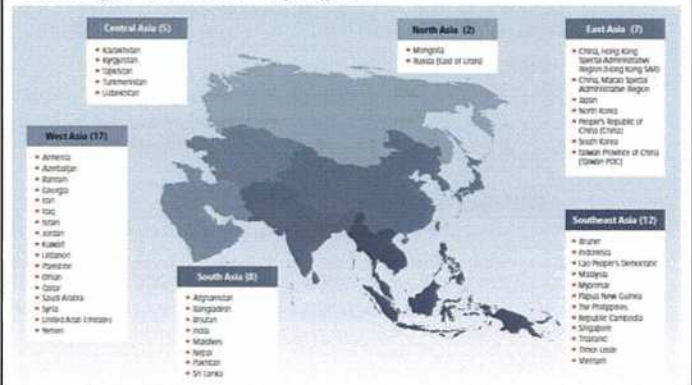 Central Asia (5)
• Kazakhstan
• Kyrgyzstan
• Tajikistan
• Turkmenistan
• Uzbekistan
North Asia (2)
• Mongolia
• Russia (East of Urals)
East Asia (7)
• China, Hong Kong
Special Administrative
Region (Hong Kong SAR)
• China, Macao Special
Administrative Region
• Japan
• North Korea
• People's Republic of
China (China)
• South Korea
• Taiwan Province of China
(Taiwan POC)
West Asia (17)
• Armenia
• Azerbaijan
• Bahrain
• Georgia
• Iran
• Iraq
• Israel
• Jordan
• Kuwait
• Lebanon
• Palestine
• Oman
• Qatar
• Saudi Arabia
• Syria
• United Arab Emirates
• Yemen
South Asia (8)
• Afghanistan
• Bangladesh
• Bhutan
• India
• Maldives
• Nepal
• Pakistan
• Sri Lanka
Southeast Asia (12)
• Brunei
• Indonesia
• Lao People's Democratic
• Malaysia
• Myanmar
• Papua New Guinea
• The Philippines
• Republic Cambodia
• Singapore
• Thailand
• Timor Leste
• Vietnam